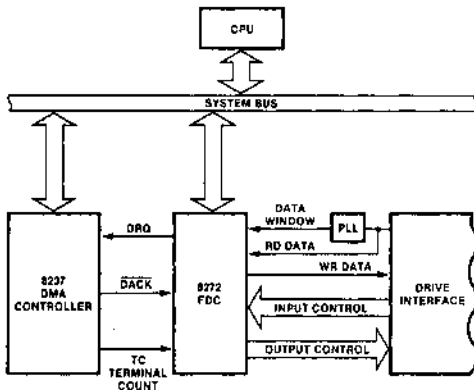 CPU
SYSTEM BUS
8237
DMA
CONTROLLER
DRQ
DACK
TC
TERMINAL
COUNT
8272
FDC
DATA
WINDOW
PLL
RD DATA
WR DATA
INPUT CONTROL
OUTPUT CONTROL
DRIVE
INTERFACE